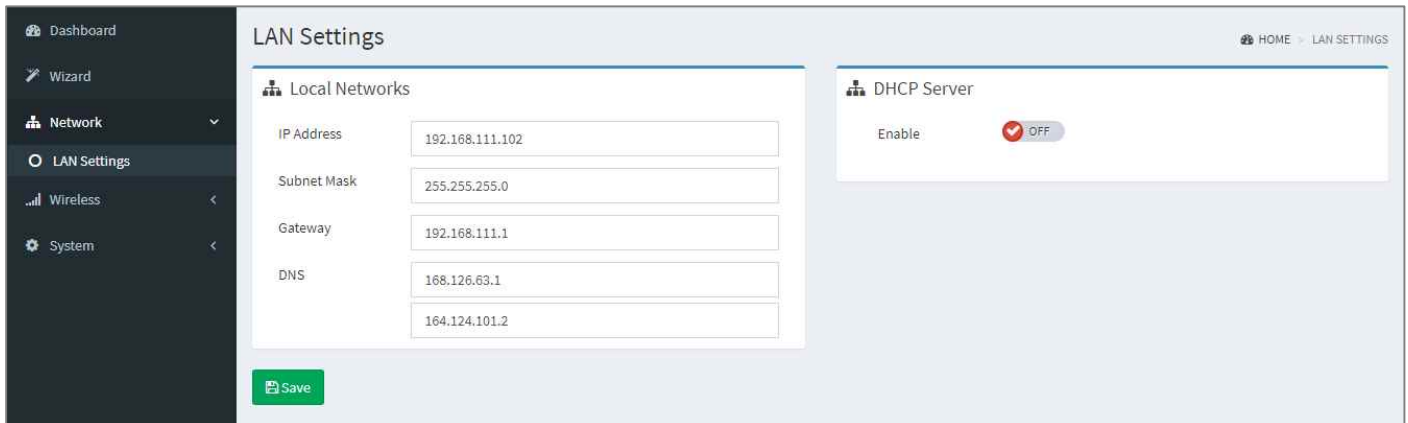 Dashboard
Wizard
Network
LAN Settings
Wireless
System
LAN Settings
HOME > LAN SETTINGS
Local Networks
IP Address 192.168.111.102
Subnet Mask 255.255.255.0
Gateway 192.168.111.1
DNS 168.126.63.1
164.124.101.2
Save
DHCP Server
Enable OFF